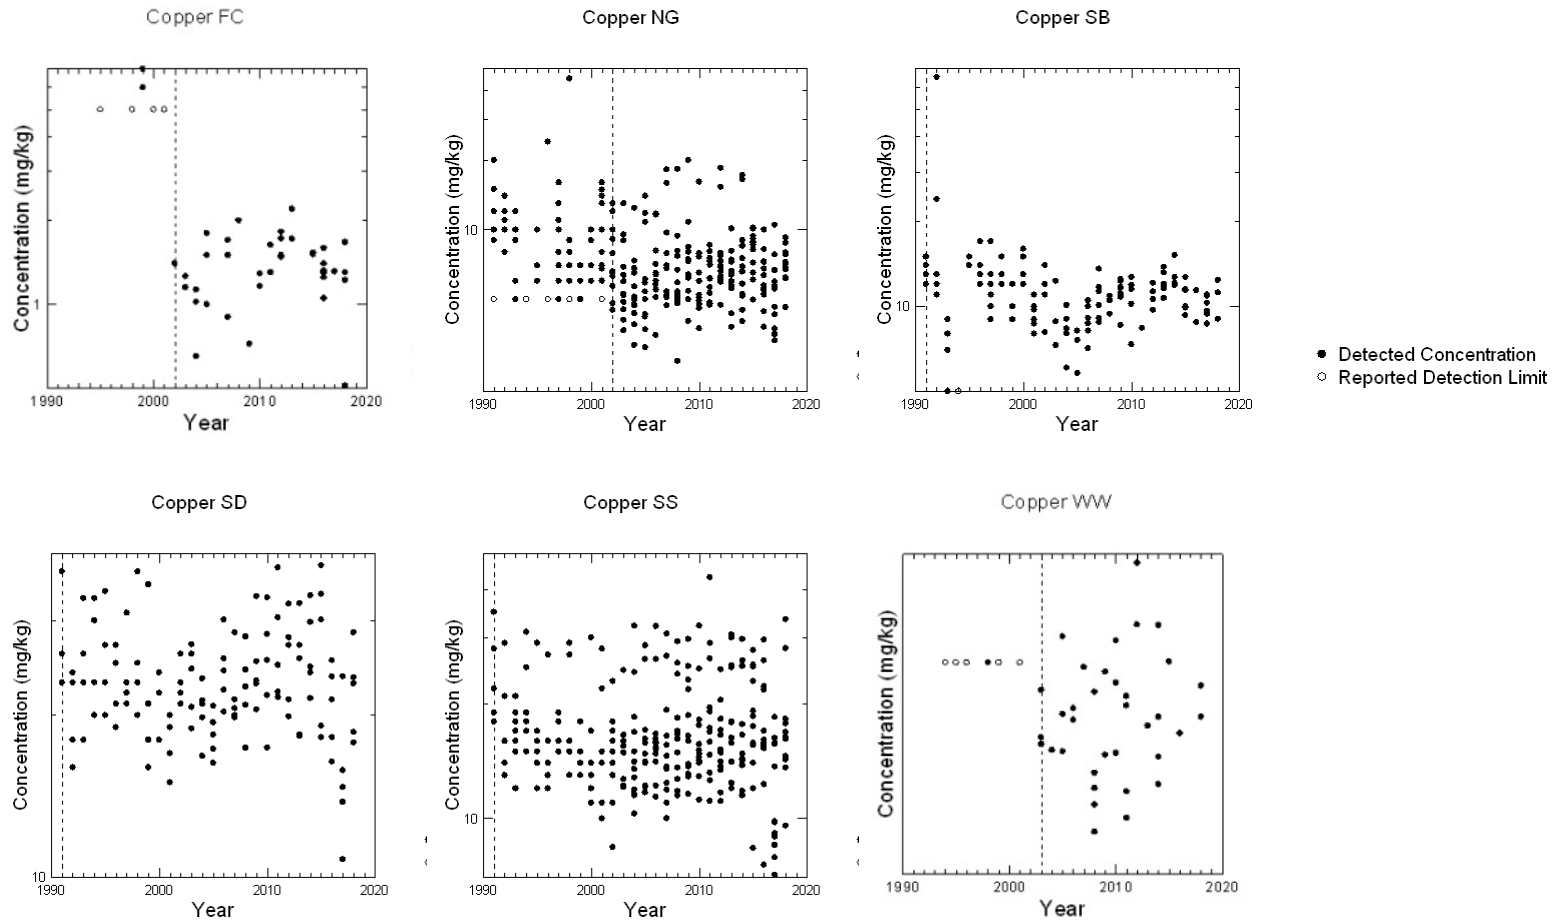 Copper FC
Copper NG
Copper SB
Concentration (mg/kg)
1
1990 2000 2010 2020
Year
Concentration (mg/kg)
10
1990 2000 2010 2020
Year
Concentration (mg/kg)
10
1990 2000 2010 2020
Year
Detected Concentration
Reported Detection Limit
Copper SD
Copper SS
Copper WW
Concentration (mg/kg)
10
1990 2000 2010 2020
Year
Concentration (mg/kg)
10
1990 2000 2010 2020
Year
Concentration (mg/kg)
1990 2000 2010 2020
Year